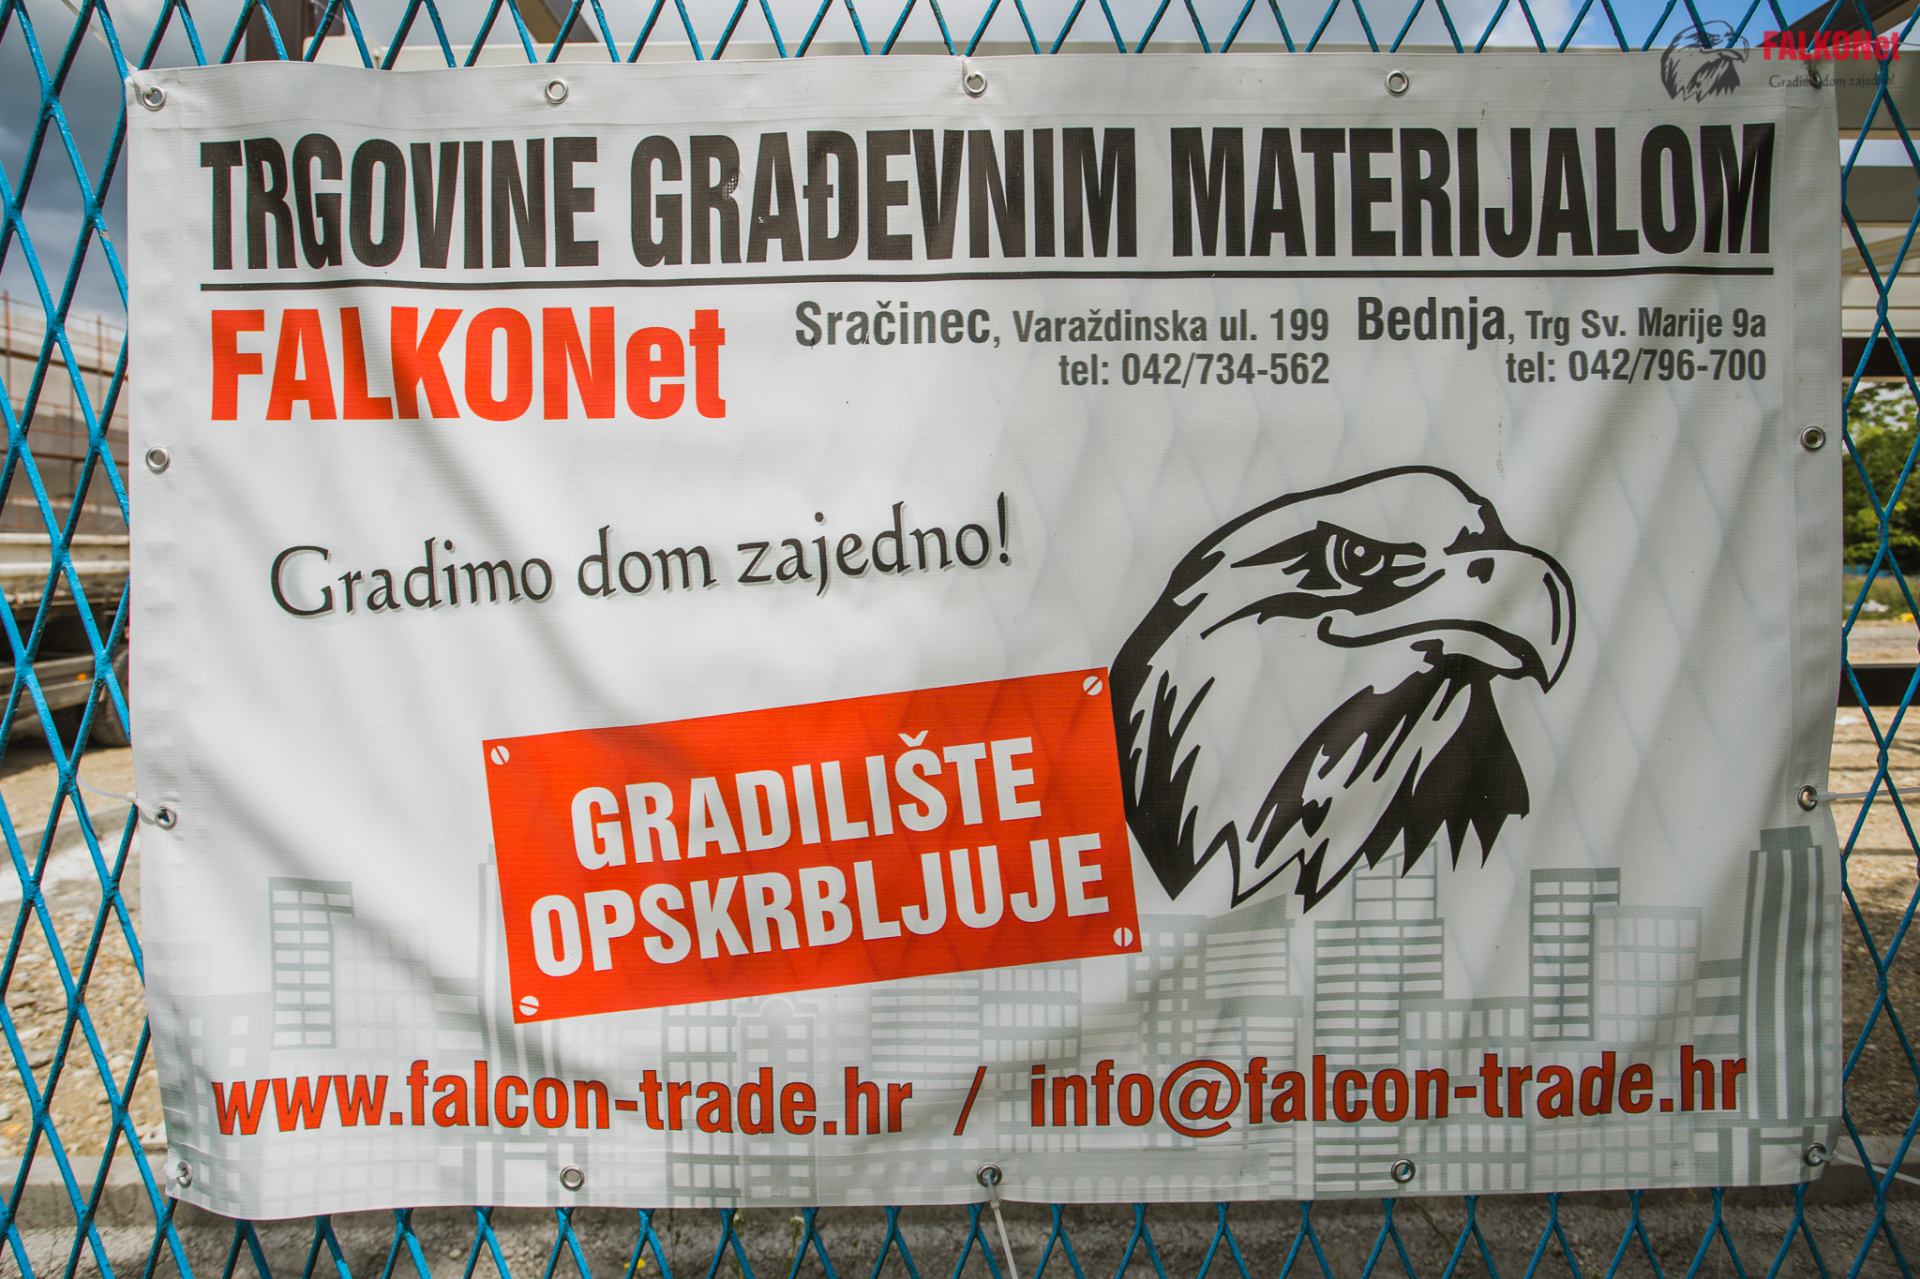 FALKONet
Gradimo dom zajedno!
TRGOVINE GRAĐEVNIM MATERIJALOM
FALKONet
Sračinec, Varaždinska ul. 199
tel: 042/734-562
Bednja, Trg Sv. Marije 9a
tel: 042/796-700
Gradimo dom zajedno!
GRADILIŠTE
OPSKRBLJUJE
www.falcon-trade.hr / info@falcon-trade.hr